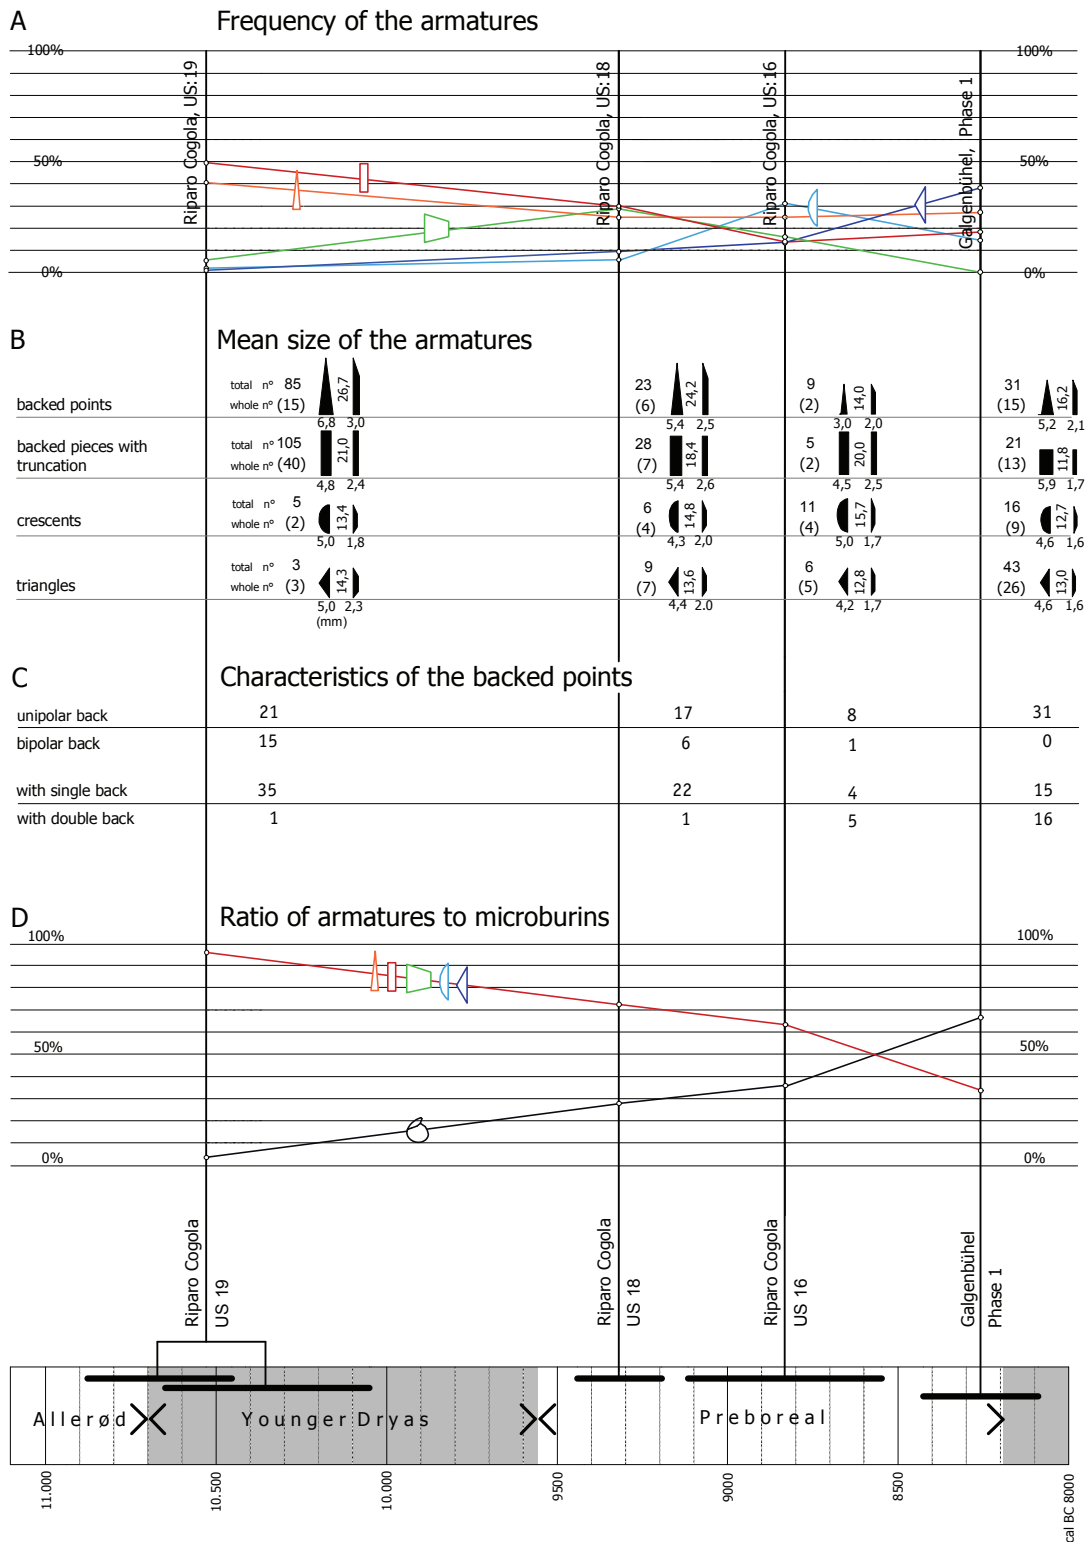 A Frequency of the armatures
100% 100%
Riparo Cogola, US:19
Riparo Cogola, US:18
Riparo Cogola, US:16
Galgenbühel, Phase 1
50% 50%
0% 0%
B Mean size of the armatures
backed points
total n° 85
whole n° (15)
26,7
6,8 3,0
23
(6)
24,2
5,4 2,5
9
(2)
14,0
3,0 2,0
31
(15)
16,2
5,2 2,1
backed pieces with
truncation
total n° 105
whole n° (40)
21,0
4,8 2,4
28
(7)
18,4
5,4 2,6
5
(2)
20,0
4,5 2,5
21
(13)
11,8
5,9 1,7
crescents
total n° 5
whole n° (2)
13,4
5,0 1,8
6
(4)
14,8
4,3 2,0
11
(4)
15,7
5,0 1,7
16
(9)
12,7
4,6 1,6
triangles
total n° 3
whole n° (3)
14,3
5,0 2,3
(mm)
9
(7)
13,6
4,4 2.0
6
(5)
12,8
4,2 1,7
43
(26)
13,0
4,6 1,6
C Characteristics of the backed points
unipolar back 21 17 8 31
bipolar back 15 6 1 0
with single back 35 22 4 15
with double back 1 1 5 16
D Ratio of armatures to microburins
100% 100%
50% 50%
0% 0%
Riparo Cogola
US 19
Riparo Cogola
US 18
Riparo Cogola
US 16
Galgenbühel
Phase 1
Allerød Younger Dryas Preboreal
11.000 10.500 10.000 9500 9000 8500 cal BC 8000